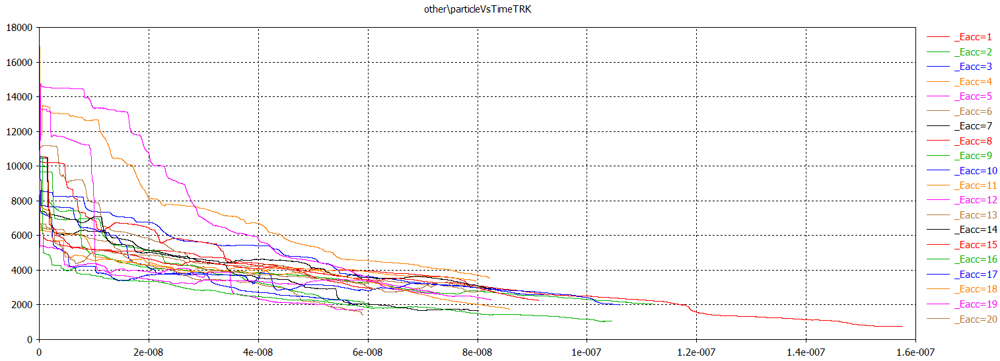 other\particleVsTimeTRK
18000
16000
14000
12000
10000
8000
6000
4000
2000
0
0 2e-008 4e-008 6e-008 8e-008 1e-007 1.2e-007 1.4e-007 1.6e-007
_Eacc=1
_Eacc=2
_Eacc=3
_Eacc=4
_Eacc=5
_Eacc=6
_Eacc=7
_Eacc=8
_Eacc=9
_Eacc=10
_Eacc=11
_Eacc=12
_Eacc=13
_Eacc=14
_Eacc=15
_Eacc=16
_Eacc=17
_Eacc=18
_Eacc=19
_Eacc=20